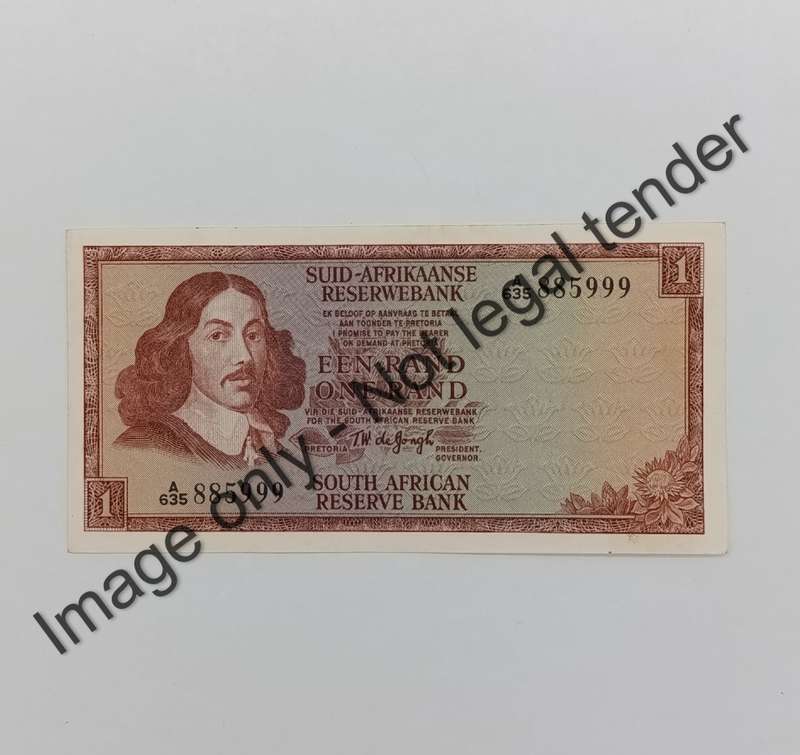 SUID-AFRIKAANSE
RESERWEBANK
A
635 885999
1
EK BELOOF OP AANVRAAG TE BETAAL
AAN TOONDER TE PRETORIA
I PROMISE TO PAY THE BEARER
ON DEMAND AT PRETORIA
EEN RAND
ONE RAND
VIR DIE SUID-AFRIKAANSE RESERWEBANK
FOR THE SOUTH AFRICAN RESERVE BANK
T.W. de Jongh
PRETORIA
PRESIDENT.
GOVERNOR.
A
635 885999
1
SOUTH AFRICAN
RESERVE BANK
Image only - Not legal tender